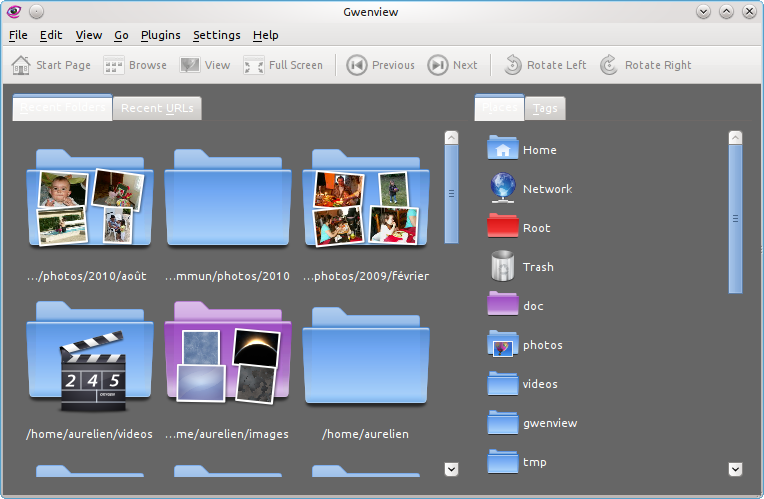 Gwenview
File Edit View Go Plugins Settings Help
Start Page Browse View Full Screen Previous Next Rotate Left Rotate Right
Recent Folders Recent URLs Places Tags
Home
Network
Root
.../photos/2010/août ...mmun/photos/2010 ...photos/2009/février
Trash
doc
photos
2 4 5
videos
/home/aurelien/videos ...me/aurelien/images /home/aurelien
gwenview
tmp